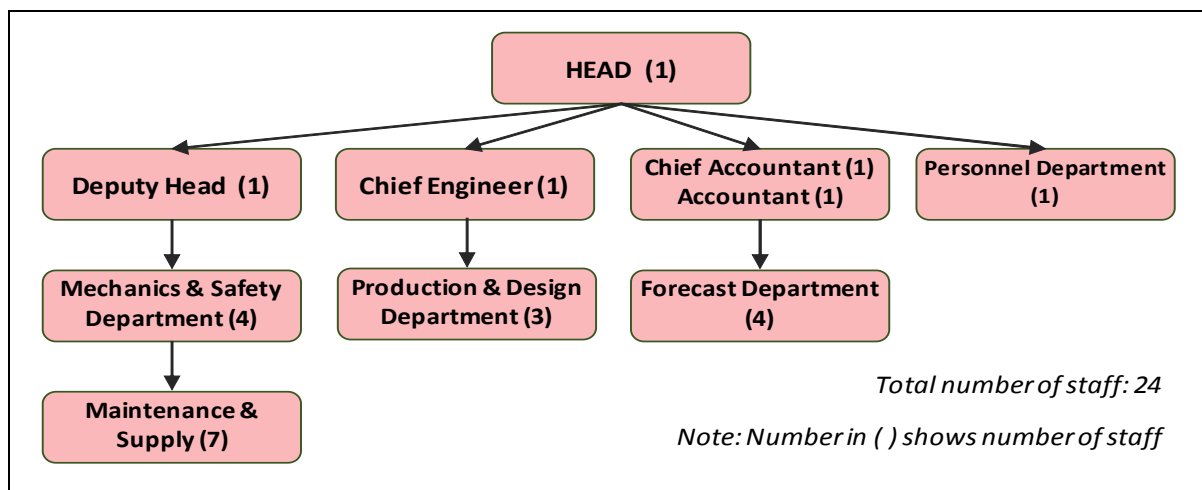 HEAD (1)
Deputy Head (1)
Chief Engineer (1)
Chief Accountant (1)
Accountant (1)
Personnel Department
(1)
Mechanics & Safety
Department (4)
Production & Design
Department (3)
Forecast Department
(4)
Maintenance &
Supply (7)
Total number of staff: 24
Note: Number in ( ) shows number of staff